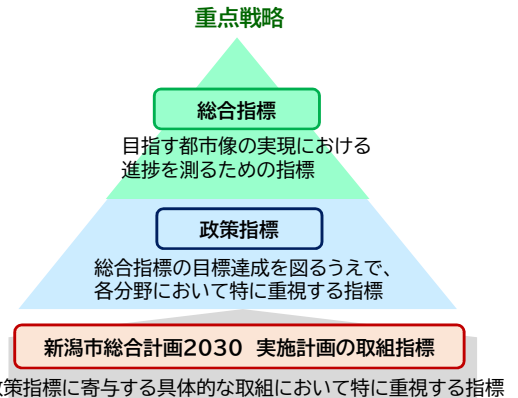 重点戦略
総合指標
目指す都市像の実現における
進捗を測るための指標
政策指標
総合指標の目標達成を図るうえで、
各分野において特に重視する指標
新潟市総合計画2030 実施計画の取組指標
策指標に寄与する具体的な取組において特に重視する指標